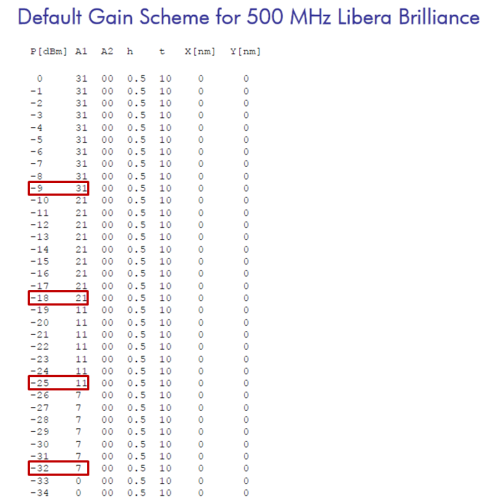 Default Gain Scheme for 500 MHz Libera Brilliance
P[dBm] A1 A2 h t X[nm] Y[nm]
0 31 00 0.5 10 0 0
-1 31 00 0.5 10 0 0
-2 31 00 0.5 10 0 0
-3 31 00 0.5 10 0 0
-4 31 00 0.5 10 0 0
-5 31 00 0.5 10 0 0
-6 31 00 0.5 10 0 0
-7 31 00 0.5 10 0 0
-8 31 00 0.5 10 0 0
-9 31 00 0.5 10 0 0
-10 21 00 0.5 10 0 0
-11 21 00 0.5 10 0 0
-12 21 00 0.5 10 0 0
-13 21 00 0.5 10 0 0
-14 21 00 0.5 10 0 0
-15 21 00 0.5 10 0 0
-16 21 00 0.5 10 0 0
-17 21 00 0.5 10 0 0
-18 21 00 0.5 10 0 0
-19 11 00 0.5 10 0 0
-20 11 00 0.5 10 0 0
-21 11 00 0.5 10 0 0
-22 11 00 0.5 10 0 0
-23 11 00 0.5 10 0 0
-24 11 00 0.5 10 0 0
-25 11 00 0.5 10 0 0
-26 7 00 0.5 10 0 0
-27 7 00 0.5 10 0 0
-28 7 00 0.5 10 0 0
-29 7 00 0.5 10 0 0
-30 7 00 0.5 10 0 0
-31 7 00 0.5 10 0 0
-32 7 00 0.5 10 0 0
-33 0 00 0.5 10 0 0
-34 0 00 0.5 10 0 0